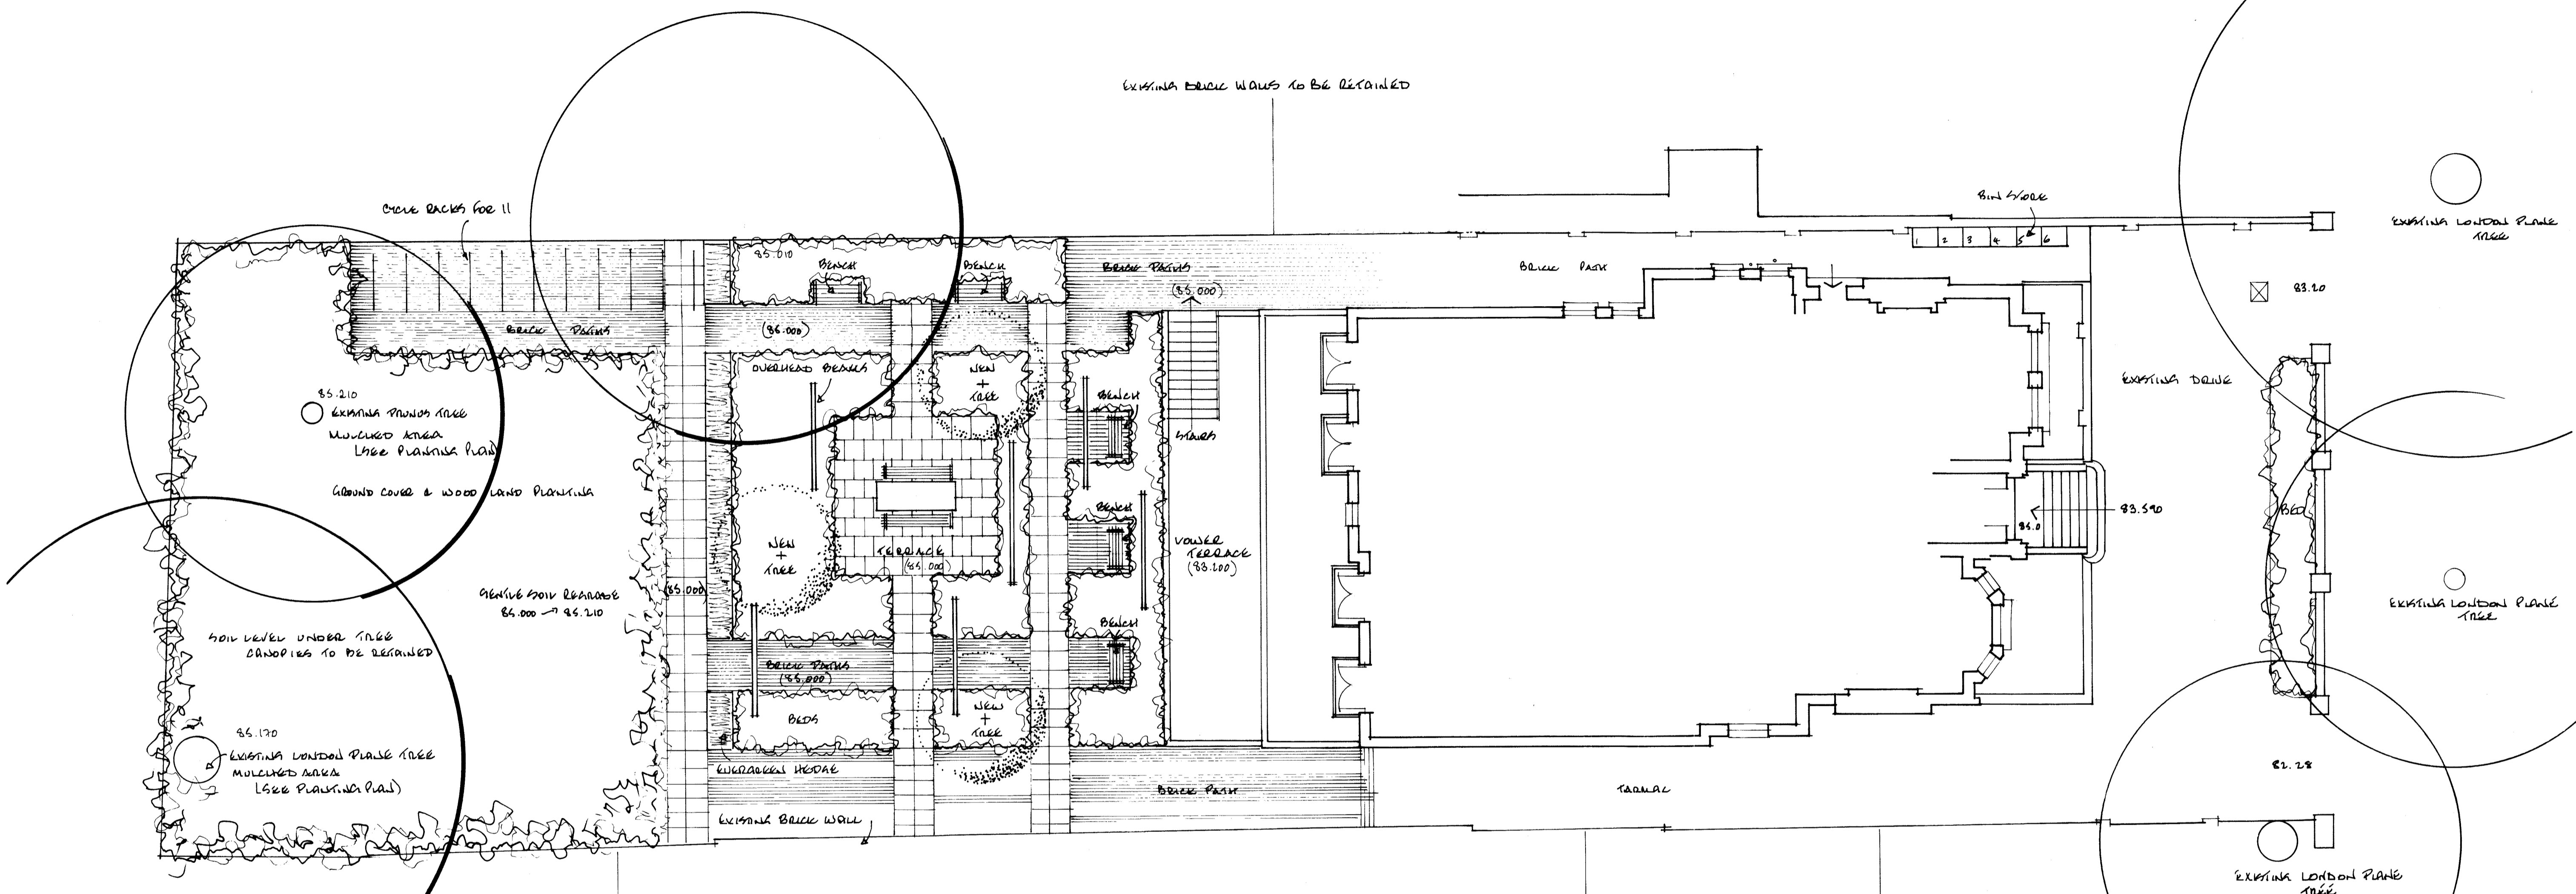 EXISTING BRICK WALLS TO BE RETAINED
CYCLE RACKS FOR 11
BIN STORE
1 2 3 4 5 6
EXISTING LONDON PLANE
TREE
85.010
BENCH
BENCH
BRICK PATHS
(85.000)
BRICK PATH
83.20
BRICK PATHS
(85.000)
OVERHEAD BEAMS
NEW
+
TREE
BENCH
STAIRS
EXISTING DRIVE
85.210
EXISTING PRUNUS TREE
MULCHED AREA
(SEE PLANTING PLAN)
GROUND COVER & WOOD LAND PLANTING
BENCH
NEW
+
TREE
TERRACE
(85.000)
LOWER
TERRACE
(83.200)
85.0
83.590
BED
GENTLE SOIL REGRADE
85.000 → 85.210
(85.000)
EXISTING LONDON PLANE
TREE
SOIL LEVEL UNDER TREE
CANOPIES TO BE RETAINED
BENCH
BRICK PATHS
(85.000)
BEDS
NEW
+
TREE
85.170
EXISTING LONDON PLANE TREE
MULCHED AREA
(SEE PLANTING PLAN)
EVERGREEN HEDGE
BRICK PATH
TARMAC
82.28
EXISTING BRICK WALL
EXISTING LONDON PLANE
TREE